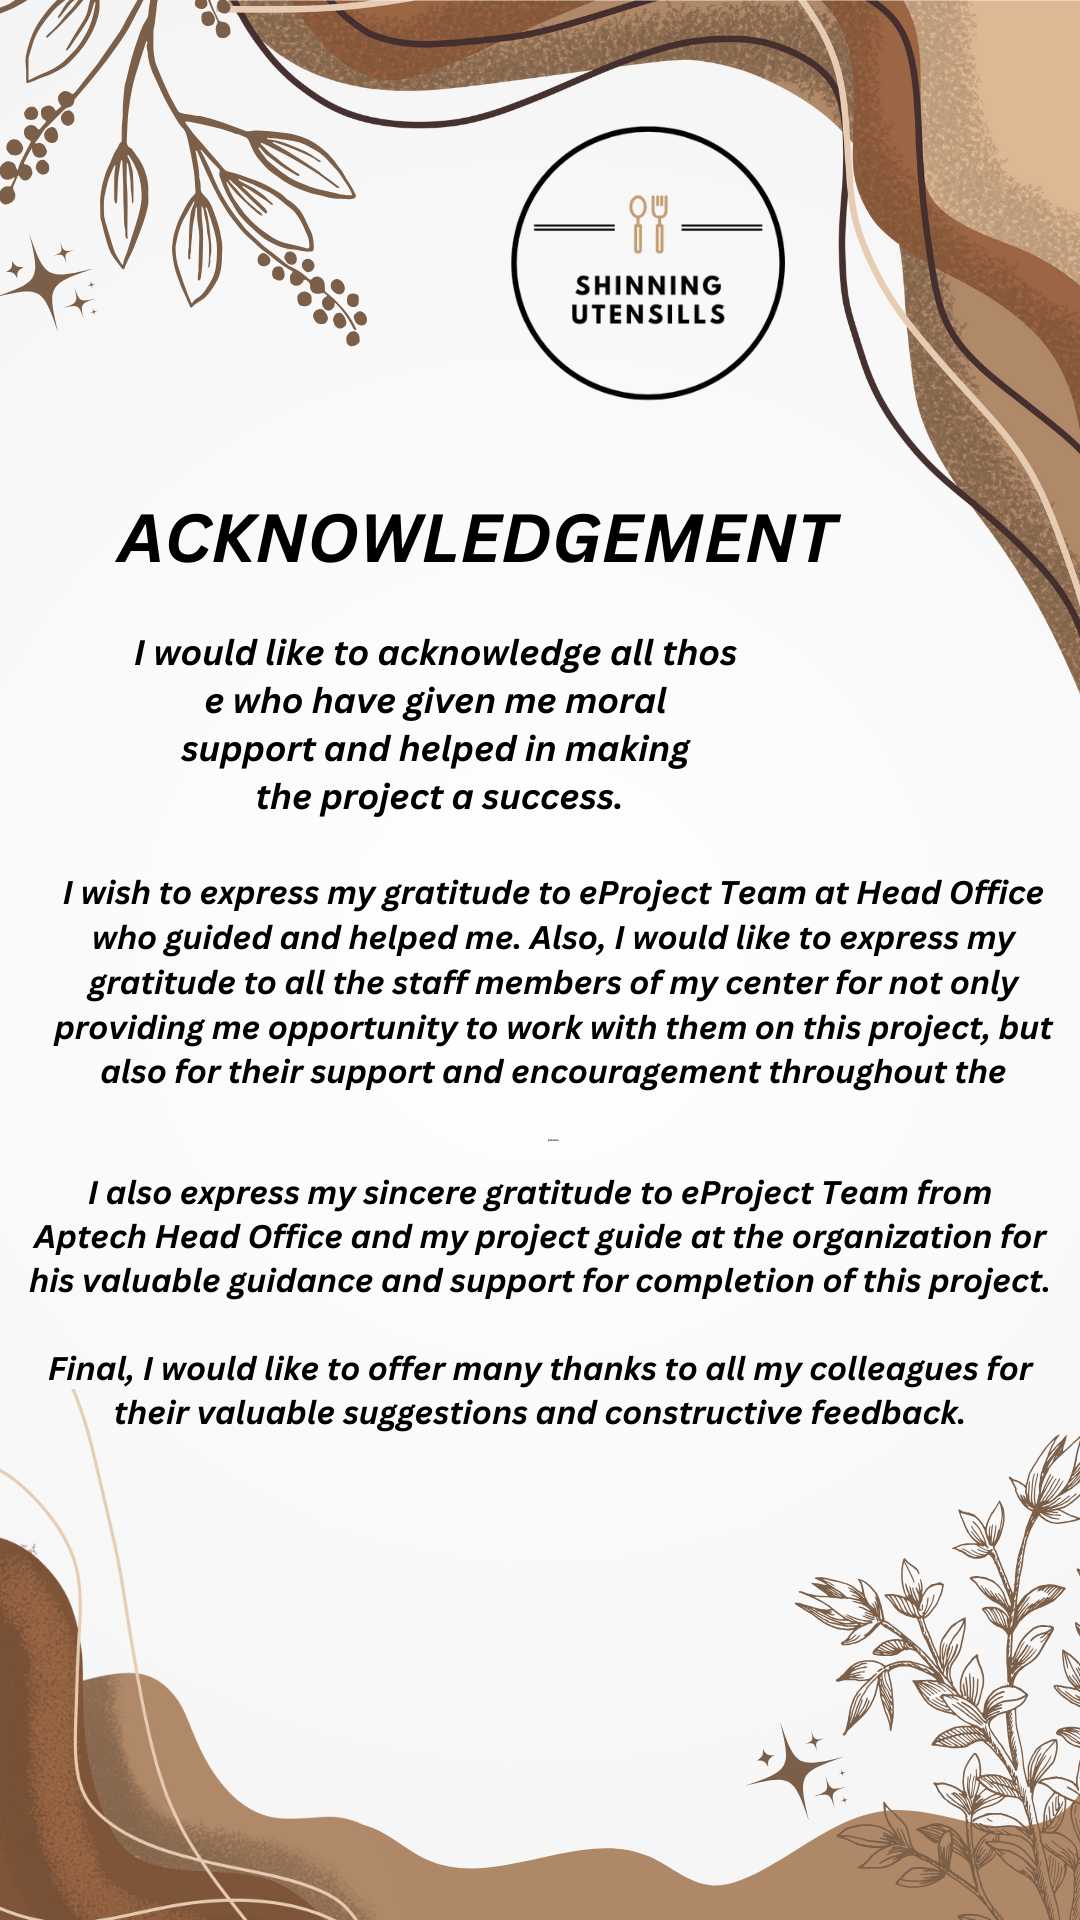 SHINNING
UTENSILLS
ACKNOWLEDGEMENT
I would like to acknowledge all thos
e who have given me moral
support and helped in making
the project a success.
I wish to express my gratitude to eProject Team at Head Office
who guided and helped me. Also, I would like to express my
gratitude to all the staff members of my center for not only
providing me opportunity to work with them on this project, but
also for their support and encouragement throughout the
I also express my sincere gratitude to eProject Team from
Aptech Head Office and my project guide at the organization for
his valuable guidance and support for completion of this project.
Final, I would like to offer many thanks to all my colleagues for
their valuable suggestions and constructive feedback.